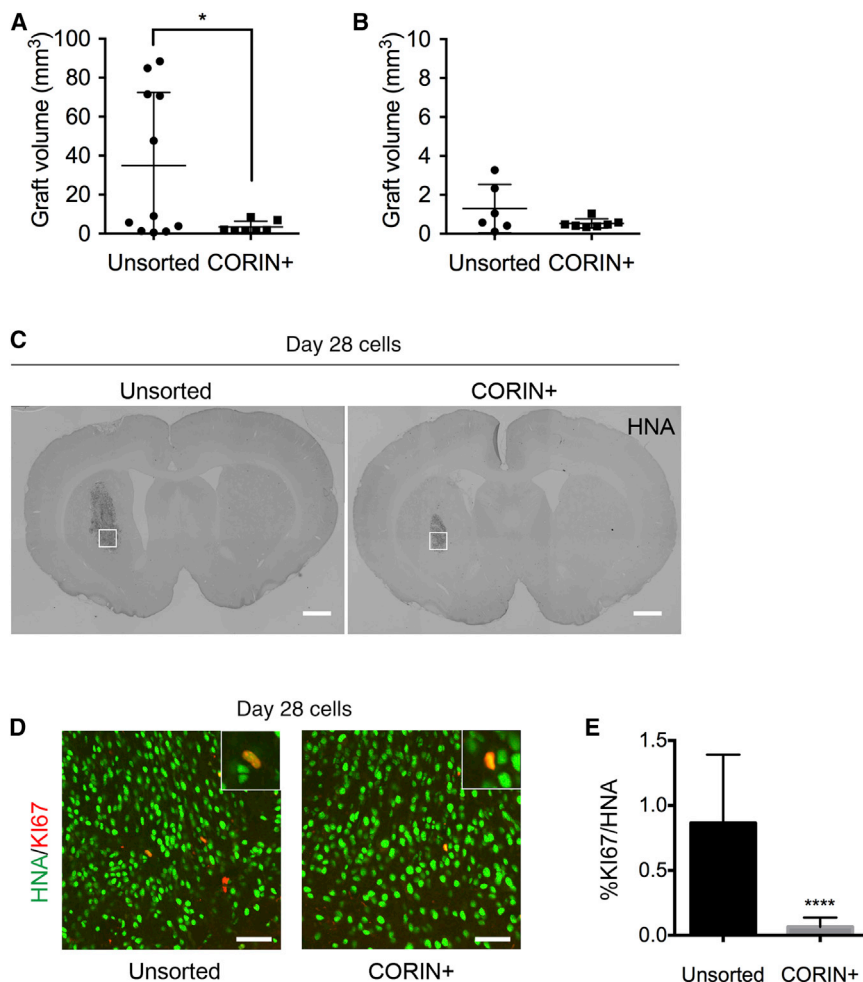 A
B
*
Graft volume (mm³)
100
80
60
40
20
0
Unsorted CORIN+
Graft volume (mm³)
10
8
6
4
2
0
Unsorted CORIN+
C
Day 28 cells
Unsorted
CORIN+
HNA
D
Day 28 cells
HNA/KI67
Unsorted
CORIN+
E
%KI67/HNA
1.5
1.0
0.5
0.0
****
Unsorted CORIN+